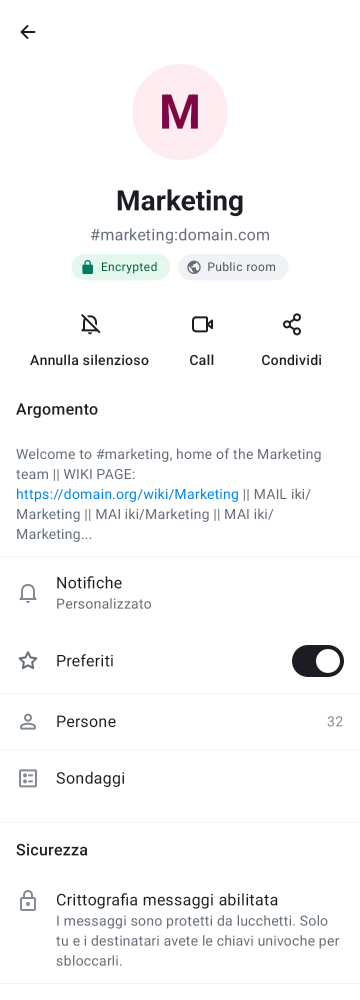 M
Marketing
#marketing:domain.com
Encrypted Public room
Annulla silenzioso Call Condividi
Argomento
Welcome to #marketing, home of the Marketing
team || WIKI PAGE:
https://domain.org/wiki/Marketing || MAIL iki/
Marketing || MAI iki/Marketing || MAI iki/
Marketing...
Notifiche
Personalizzato
Preferiti
Persone 32
Sondaggi
Sicurezza
Crittografia messaggi abilitata
I messaggi sono protetti da lucchetti. Solo
tu e i destinatari avete le chiavi univoche per
sbloccarli.